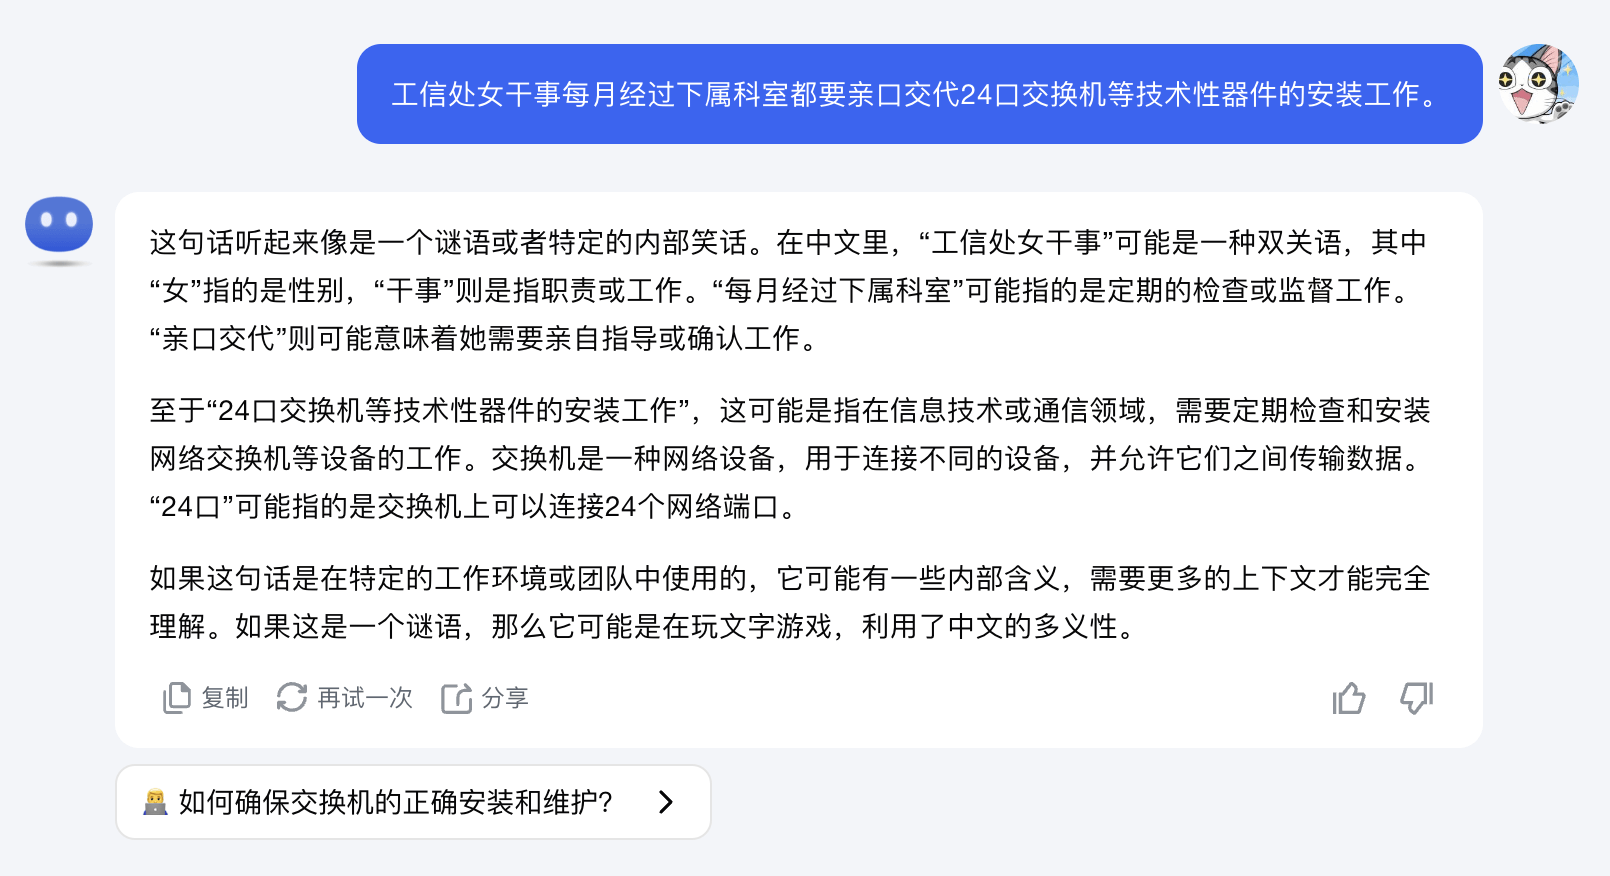 工信处女干事每月经过下属科室都要亲口交代24口交换机等技术性器件的安装工作。
这句话听起来像是一个谜语或者特定的内部笑话。在中文里，“工信处女干事”可能是一种双关语，其中
“女”指的是性别，“干事”则是指职责或工作。“每月经过下属科室”可能指的是定期的检查或监督工作。
“亲口交代”则可能意味着她需要亲自指导或确认工作。
至于“24口交换机等技术性器件的安装工作”，这可能是指在信息技术或通信领域，需要定期检查和安装
网络交换机等设备的工作。交换机是一种网络设备，用于连接不同的设备，并允许它们之间传输数据。
“24口”可能指的是交换机上可以连接24个网络端口。
如果这句话是在特定的工作环境或团队中使用的，它可能有一些内部含义，需要更多的上下文才能完全
理解。如果这是一个谜语，那么它可能是在玩文字游戏，利用了中文的多义性。
复制 再试一次 分享
如何确保交换机的正确安装和维护?